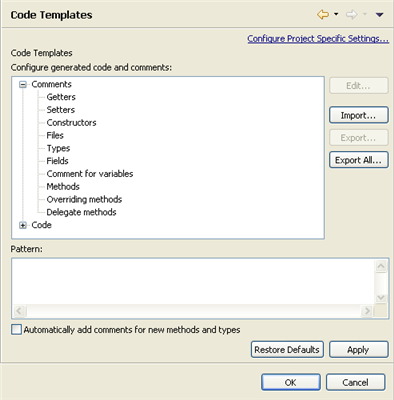 Code Templates
Configure Project Specific Settings...
Code Templates
Configure generated code and comments:
Comments
Getters
Setters
Constructors
Files
Types
Fields
Comment for variables
Methods
Overriding methods
Delegate methods
Code
Edit...
Import...
Export...
Export All...
Pattern:
Automatically add comments for new methods and types
Restore Defaults Apply
OK Cancel